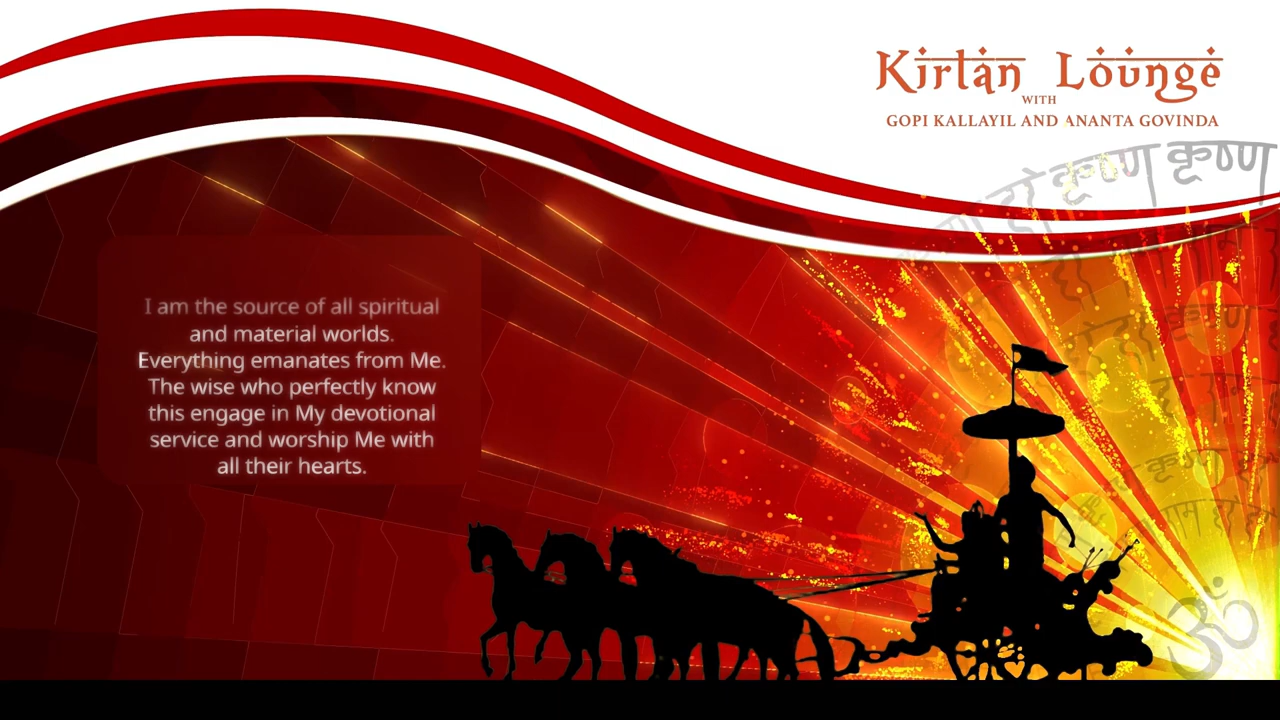 Kirtan Lounge
WITH
GOPI KALLAYIL AND ANANTA GOVINDA
कृष्ण कृष्ण
I am the source of all spiritual
and material worlds.
Everything emanates from Me.
The wise who perfectly know
this engage in My devotional
service and worship Me with
all their hearts.
ॐ